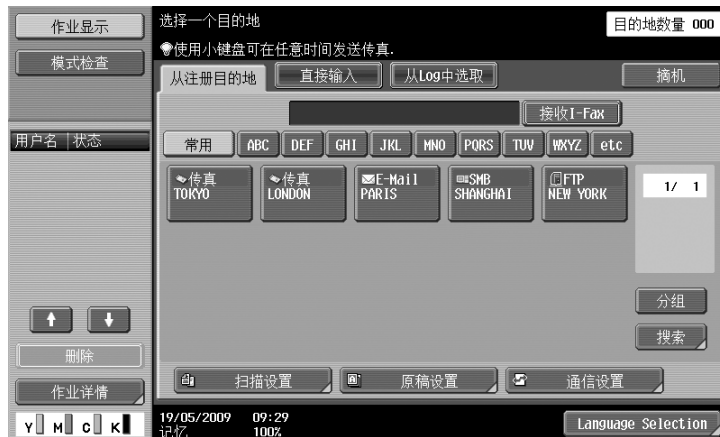 作业显示
模式检查
用户名 状态
删除
作业详情
Y M C K
选择一个目的地
目的地数量 000
使用小键盘可在任意时间发送传真.
从注册目的地 直接输入 从Log中选取 摘机
接收I-Fax
常用 ABC DEF GHI JKL MNO PQRS TUV WXYZ etc
传真 TOKYO
传真 LONDON
E-Mail PARIS
SMB SHANGHAI
FTP NEW YORK
1/ 1
分组
搜索
扫描设置 原稿设置 通信设置
19/05/2009 09:29
记忆 100%
Language Selection